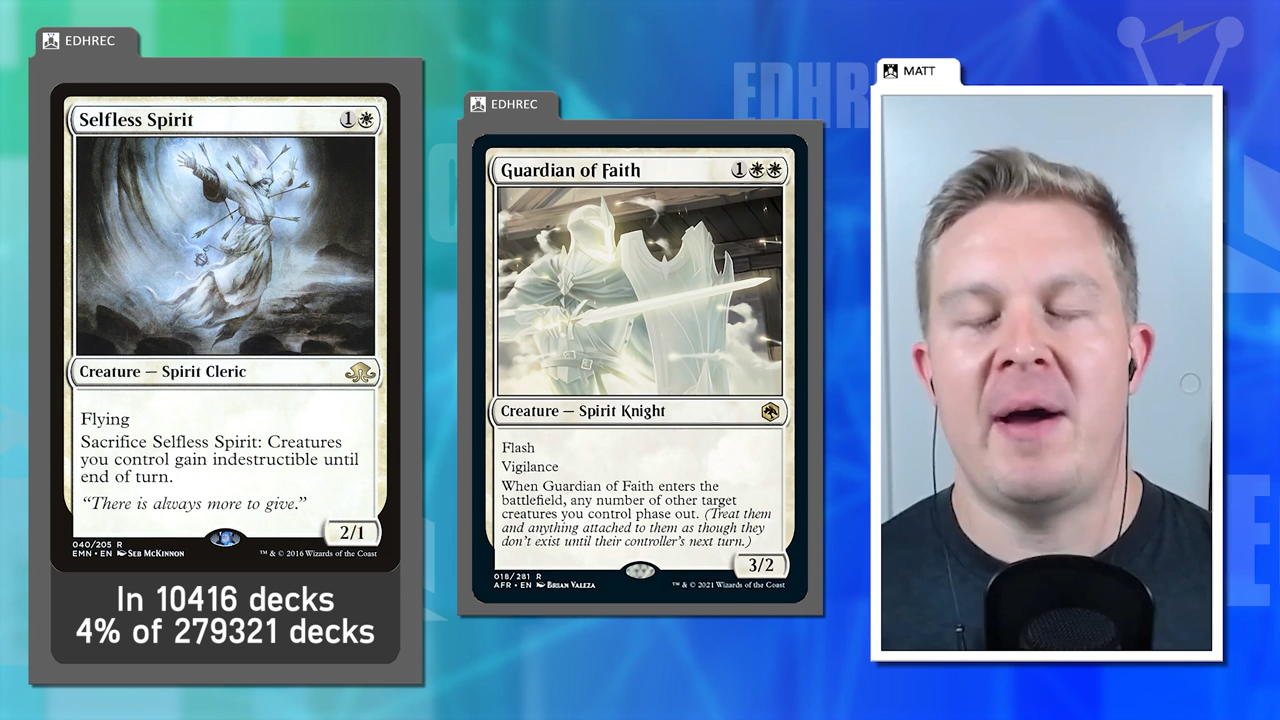 EDHREC
Selfless Spirit 1
Creature — Spirit Cleric
Flying
Sacrifice Selfless Spirit: Creatures
you control gain indestructible until
end of turn.
“There is always more to give.”
2/1
040/205 R
EMN • EN SEB MCKINNON
™ & © 2016 Wizards of the Coast
In 10416 decks
4% of 279321 decks
EDHREC
Guardian of Faith 1
Creature — Spirit Knight
Flash
Vigilance
When Guardian of Faith enters the
battlefield, any number of other target
creatures you control phase out. (Treat them
and anything attached to them as though they
don’t exist until their controller’s next turn.)
3/2
018/281 R
AFR • EN BRIAN VALEZA
™ & © 2021 Wizards of the Coast
EDHR
MATT